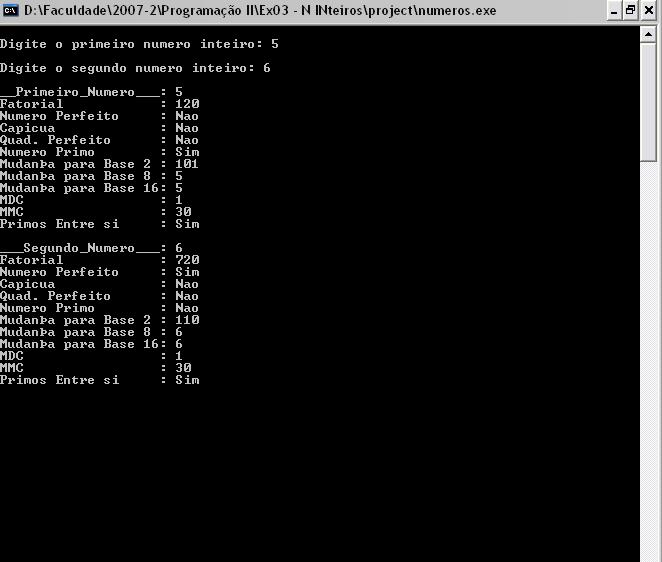 D:\Faculdade\2007-2\Programação II\Ex03 - N INteiros\project\numeros.exe
Digite o primeiro numero inteiro: 5
Digite o segundo numero inteiro: 6
__Primeiro_Numero___: 5
Fatorial : 120
Numero Perfeito : Nao
Capicua : Nao
Quad. Perfeito : Nao
Numero Primo : Sim
MudanÞa para Base 2 : 101
MudanÞa para Base 8 : 5
MudanÞa para Base 16: 5
MDC : 1
MMC : 30
Primos Entre si : Sim
___Segundo_Numero___: 6
Fatorial : 720
Numero Perfeito : Sim
Capicua : Nao
Quad. Perfeito : Nao
Numero Primo : Nao
MudanÞa para Base 2 : 110
MudanÞa para Base 8 : 6
MudanÞa para Base 16: 6
MDC : 1
MMC : 30
Primos Entre si : Sim